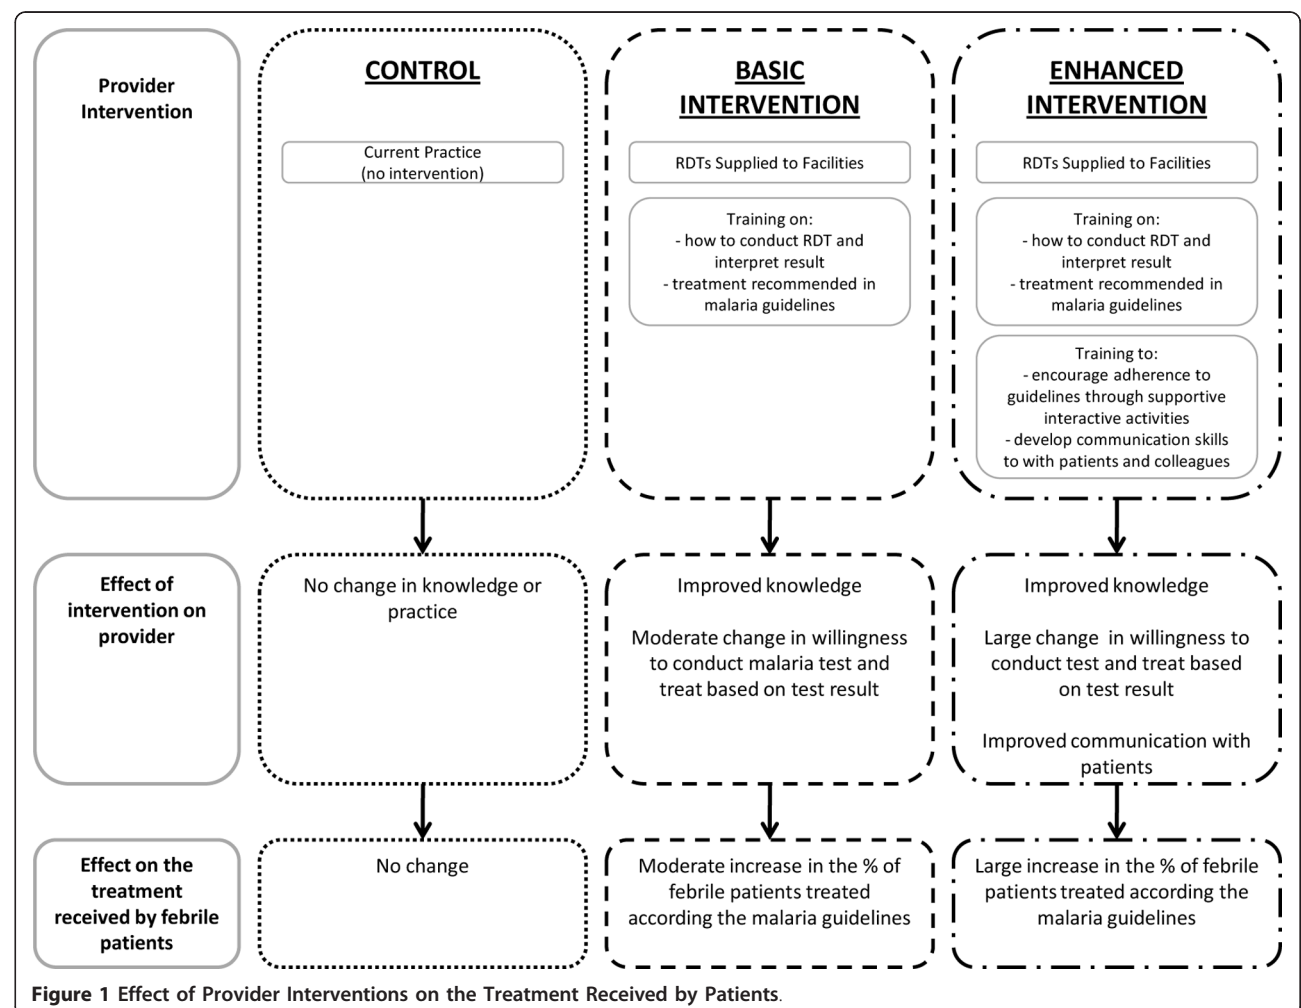 Provider
Intervention
CONTROL
Current Practice
(no intervention)
BASIC
INTERVENTION
RDTs Supplied to Facilities
Training on:
- how to conduct RDT and
interpret result
- treatment recommended in
malaria guidelines
ENHANCED
INTERVENTION
RDTs Supplied to Facilities
Training on:
- how to conduct RDT and
interpret result
- treatment recommended in
malaria guidelines
Training to:
- encourage adherence to
guidelines through supportive
interactive activities
- develop communication skills
to with patients and colleagues
Effect of
intervention on
provider
No change in knowledge or
practice
Improved knowledge
Moderate change in willingness
to conduct malaria test and
treat based on test result
Improved knowledge
Large change in willingness to
conduct test and treat based
on test result
Improved communication with
patients
Effect on the
treatment
received by febrile
patients
No change
Moderate increase in the % of
febrile patients treated
according the malaria guidelines
Large increase in the % of febrile
patients treated according the
malaria guidelines
Figure 1 Effect of Provider Interventions on the Treatment Received by Patients.